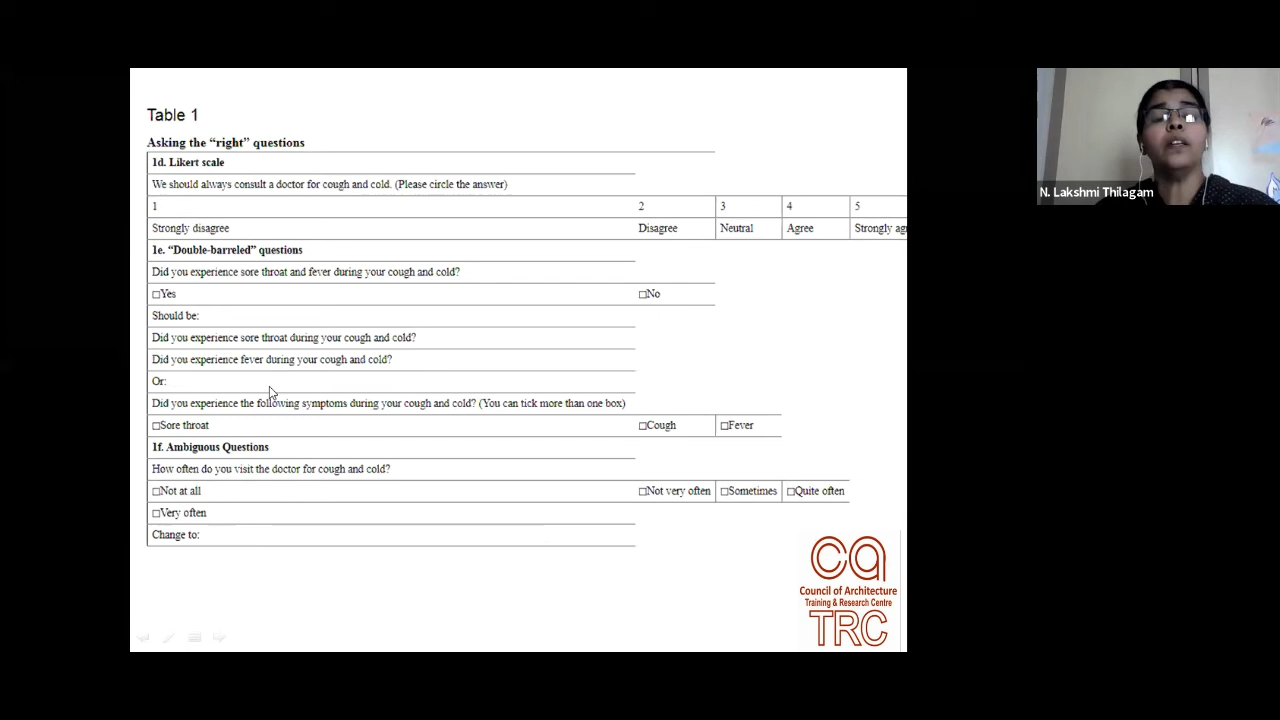 Table 1
Asking the “right” questions
1d. Likert scale
We should always consult a doctor for cough and cold. (Please circle the answer)
1 2 3 4 5
Strongly disagree Disagree Neutral Agree Strongly
1e. “Double-barreled” questions
Did you experience sore throat and fever during your cough and cold?
□Yes □No
Should be:
Did you experience sore throat during your cough and cold?
Did you experience fever during your cough and cold?
Or:
Did you experience the following symptoms during your cough and cold? (You can tick more than one box)
□Sore throat □Cough □Fever
1f. Ambiguous Questions
How often do you visit the doctor for cough and cold?
□Not at all □Not very often □Sometimes □Quite often
□Very often
Change to:
ca
Council of Architecture
Training & Research Centre
TRC
N. Lakshmi Thilagam